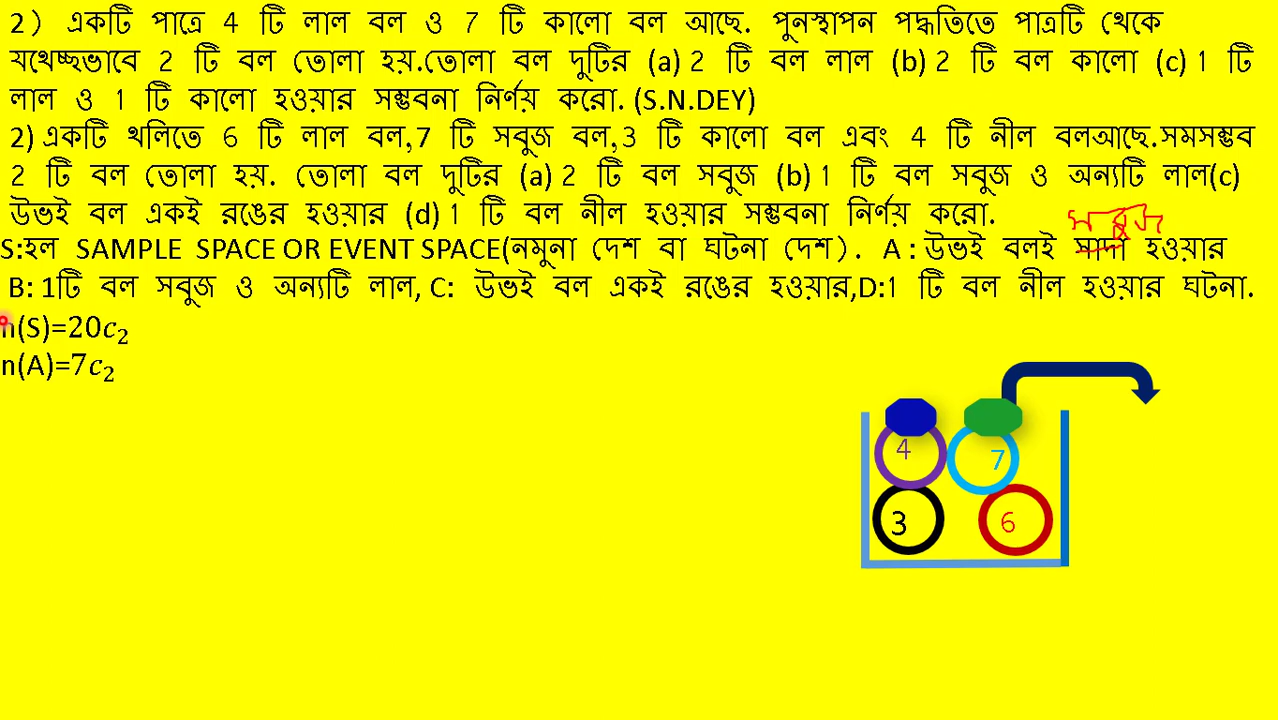 2) একটি পাত্রে 4 টি লাল বল ও 7 টি কালো বল আছে. পুনস্থাপন পদ্ধতিতে পাত্রটি থেকে
যথেচ্ছভাবে 2 টি বল তোলা হয়.তোলা বল দুটির (a) 2 টি বল লাল (b) 2 টি বল কালো (c) 1 টি
লাল ও 1 টি কালো হওয়ার সম্ভবনা নির্ণয় করো. (S.N.DEY)
2) একটি থলিতে 6 টি লাল বল,7 টি সবুজ বল,3 টি কালো বল এবং 4 টি নীল বলআছে.সমসম্ভব
2 টি বল তোলা হয়. তোলা বল দুটির (a) 2 টি বল সবুজ (b) 1 টি বল সবুজ ও অন্যটি লাল(c)
উভই বল একই রঙের হওয়ার (d) 1 টি বল নীল হওয়ার সম্ভবনা নির্ণয় করো.
সবুজ
S:হল SAMPLE SPACE OR EVENT SPACE(নমুনা দেশ বা ঘটনা দেশ). A : উভই বলই সাদা হওয়ার
B: 1টি বল সবুজ ও অন্যটি লাল, C: উভই বল একই রঙের হওয়ার,D:1 টি বল নীল হওয়ার ঘটনা.
n(S)=20𝑐₂
n(A)=7𝑐₂
4 7
3 6